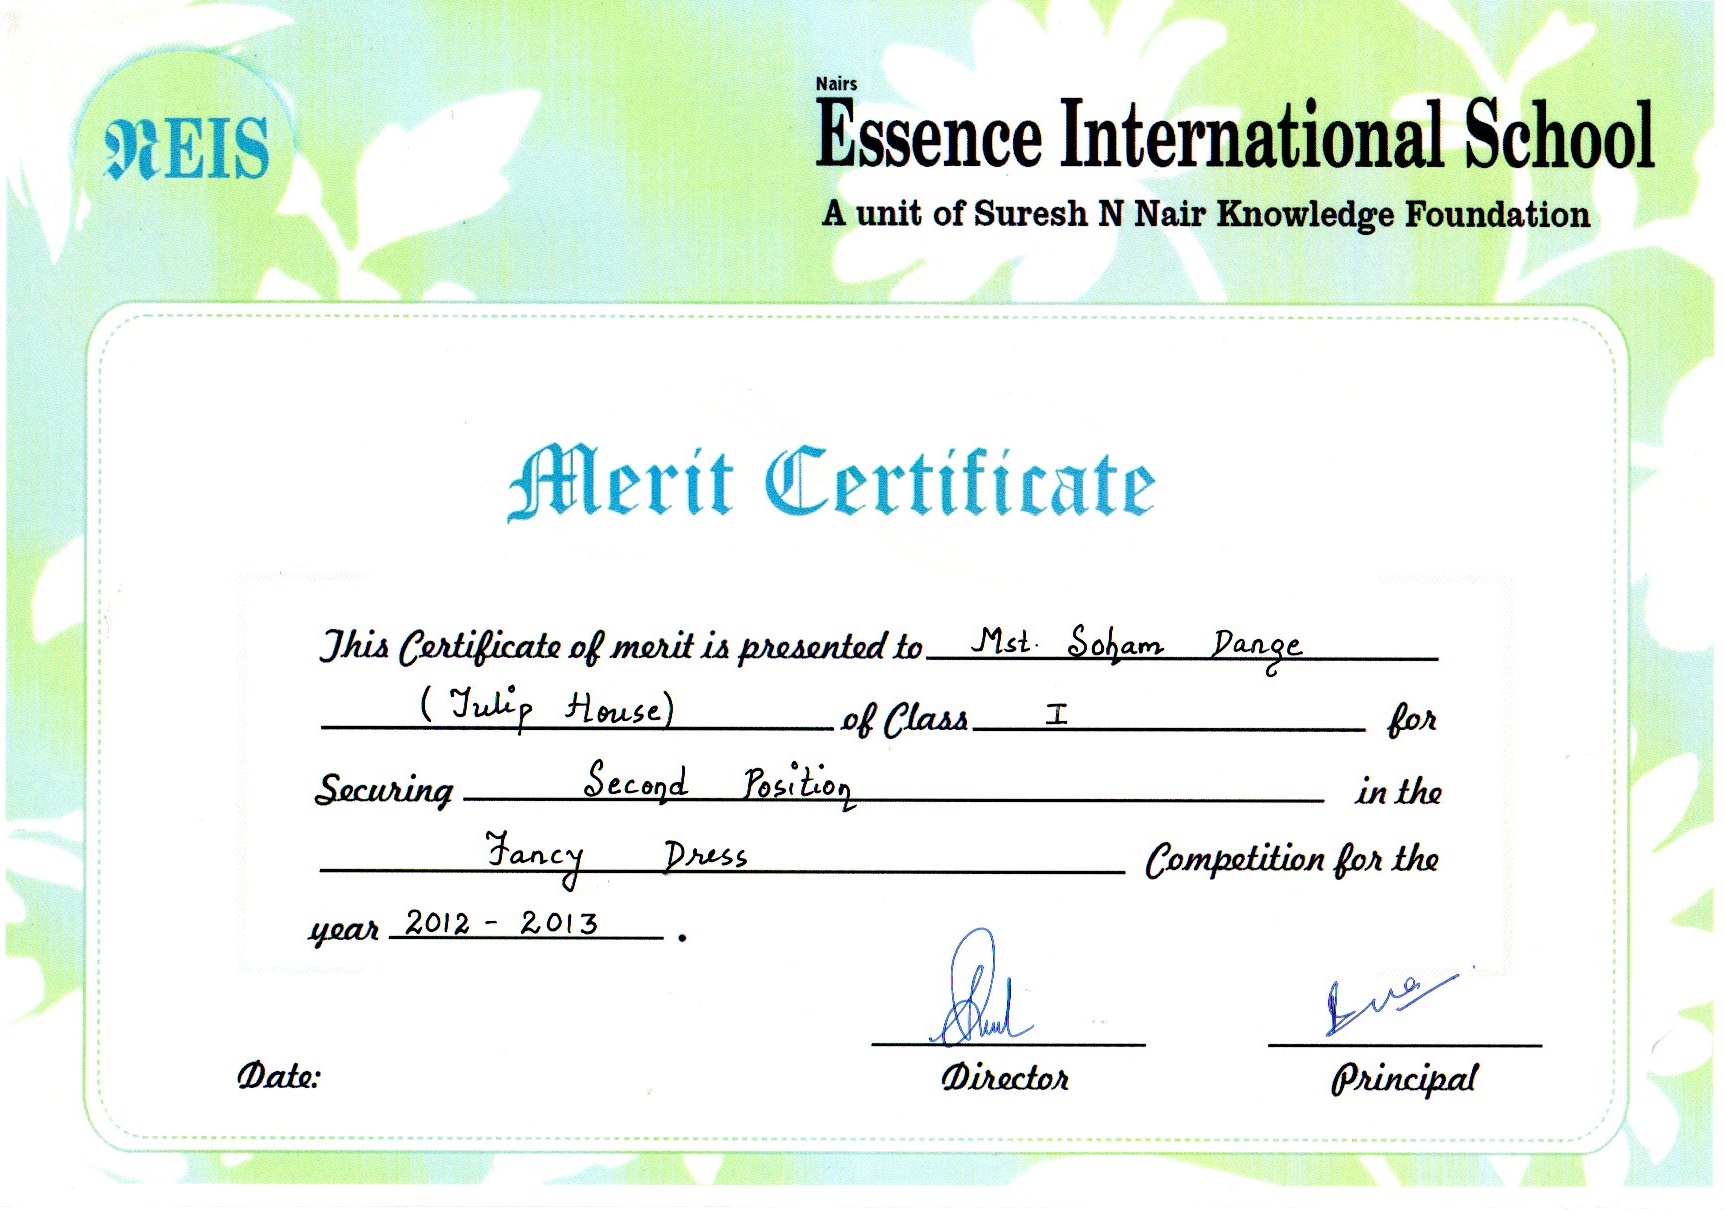 NEIS
Nairs
Essence International School
A unit of Suresh N Nair Knowledge Foundation
Merit Certificate
This Certificate of merit is presented to Mst. Soham Dange
(Tulip House) of Class I for
Securing Second Position in the
Fancy Dress Competition for the
year 2012 - 2013 .
Date: Director Principal